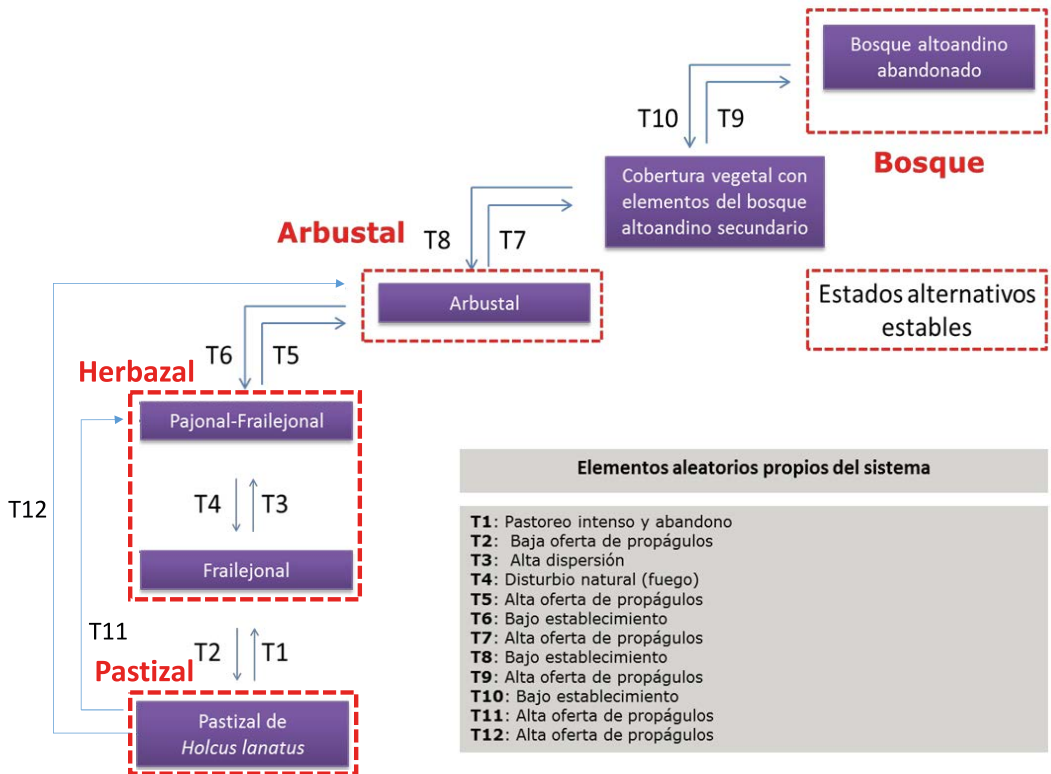 Bosque altoandino
abandonado
T10
T9
Bosque
Cobertura vegetal con
elementos del bosque
altoandino secundario
Arbustal
T8
T7
Arbustal
Estados alternativos
estables
T6
T5
Herbazal
Pajonal-Frailejonal
T4
T3
T12
Frailejonal
T11
T2
T1
Pastizal
Pastizal de
Holcus lanatus
Elementos aleatorios propios del sistema
T1: Pastoreo intenso y abandono
T2: Baja oferta de propágulos
T3: Alta dispersión
T4: Disturbio natural (fuego)
T5: Alta oferta de propágulos
T6: Bajo establecimiento
T7: Alta oferta de propágulos
T8: Bajo establecimiento
T9: Alta oferta de propágulos
T10: Bajo establecimiento
T11: Alta oferta de propágulos
T12: Alta oferta de propágulos